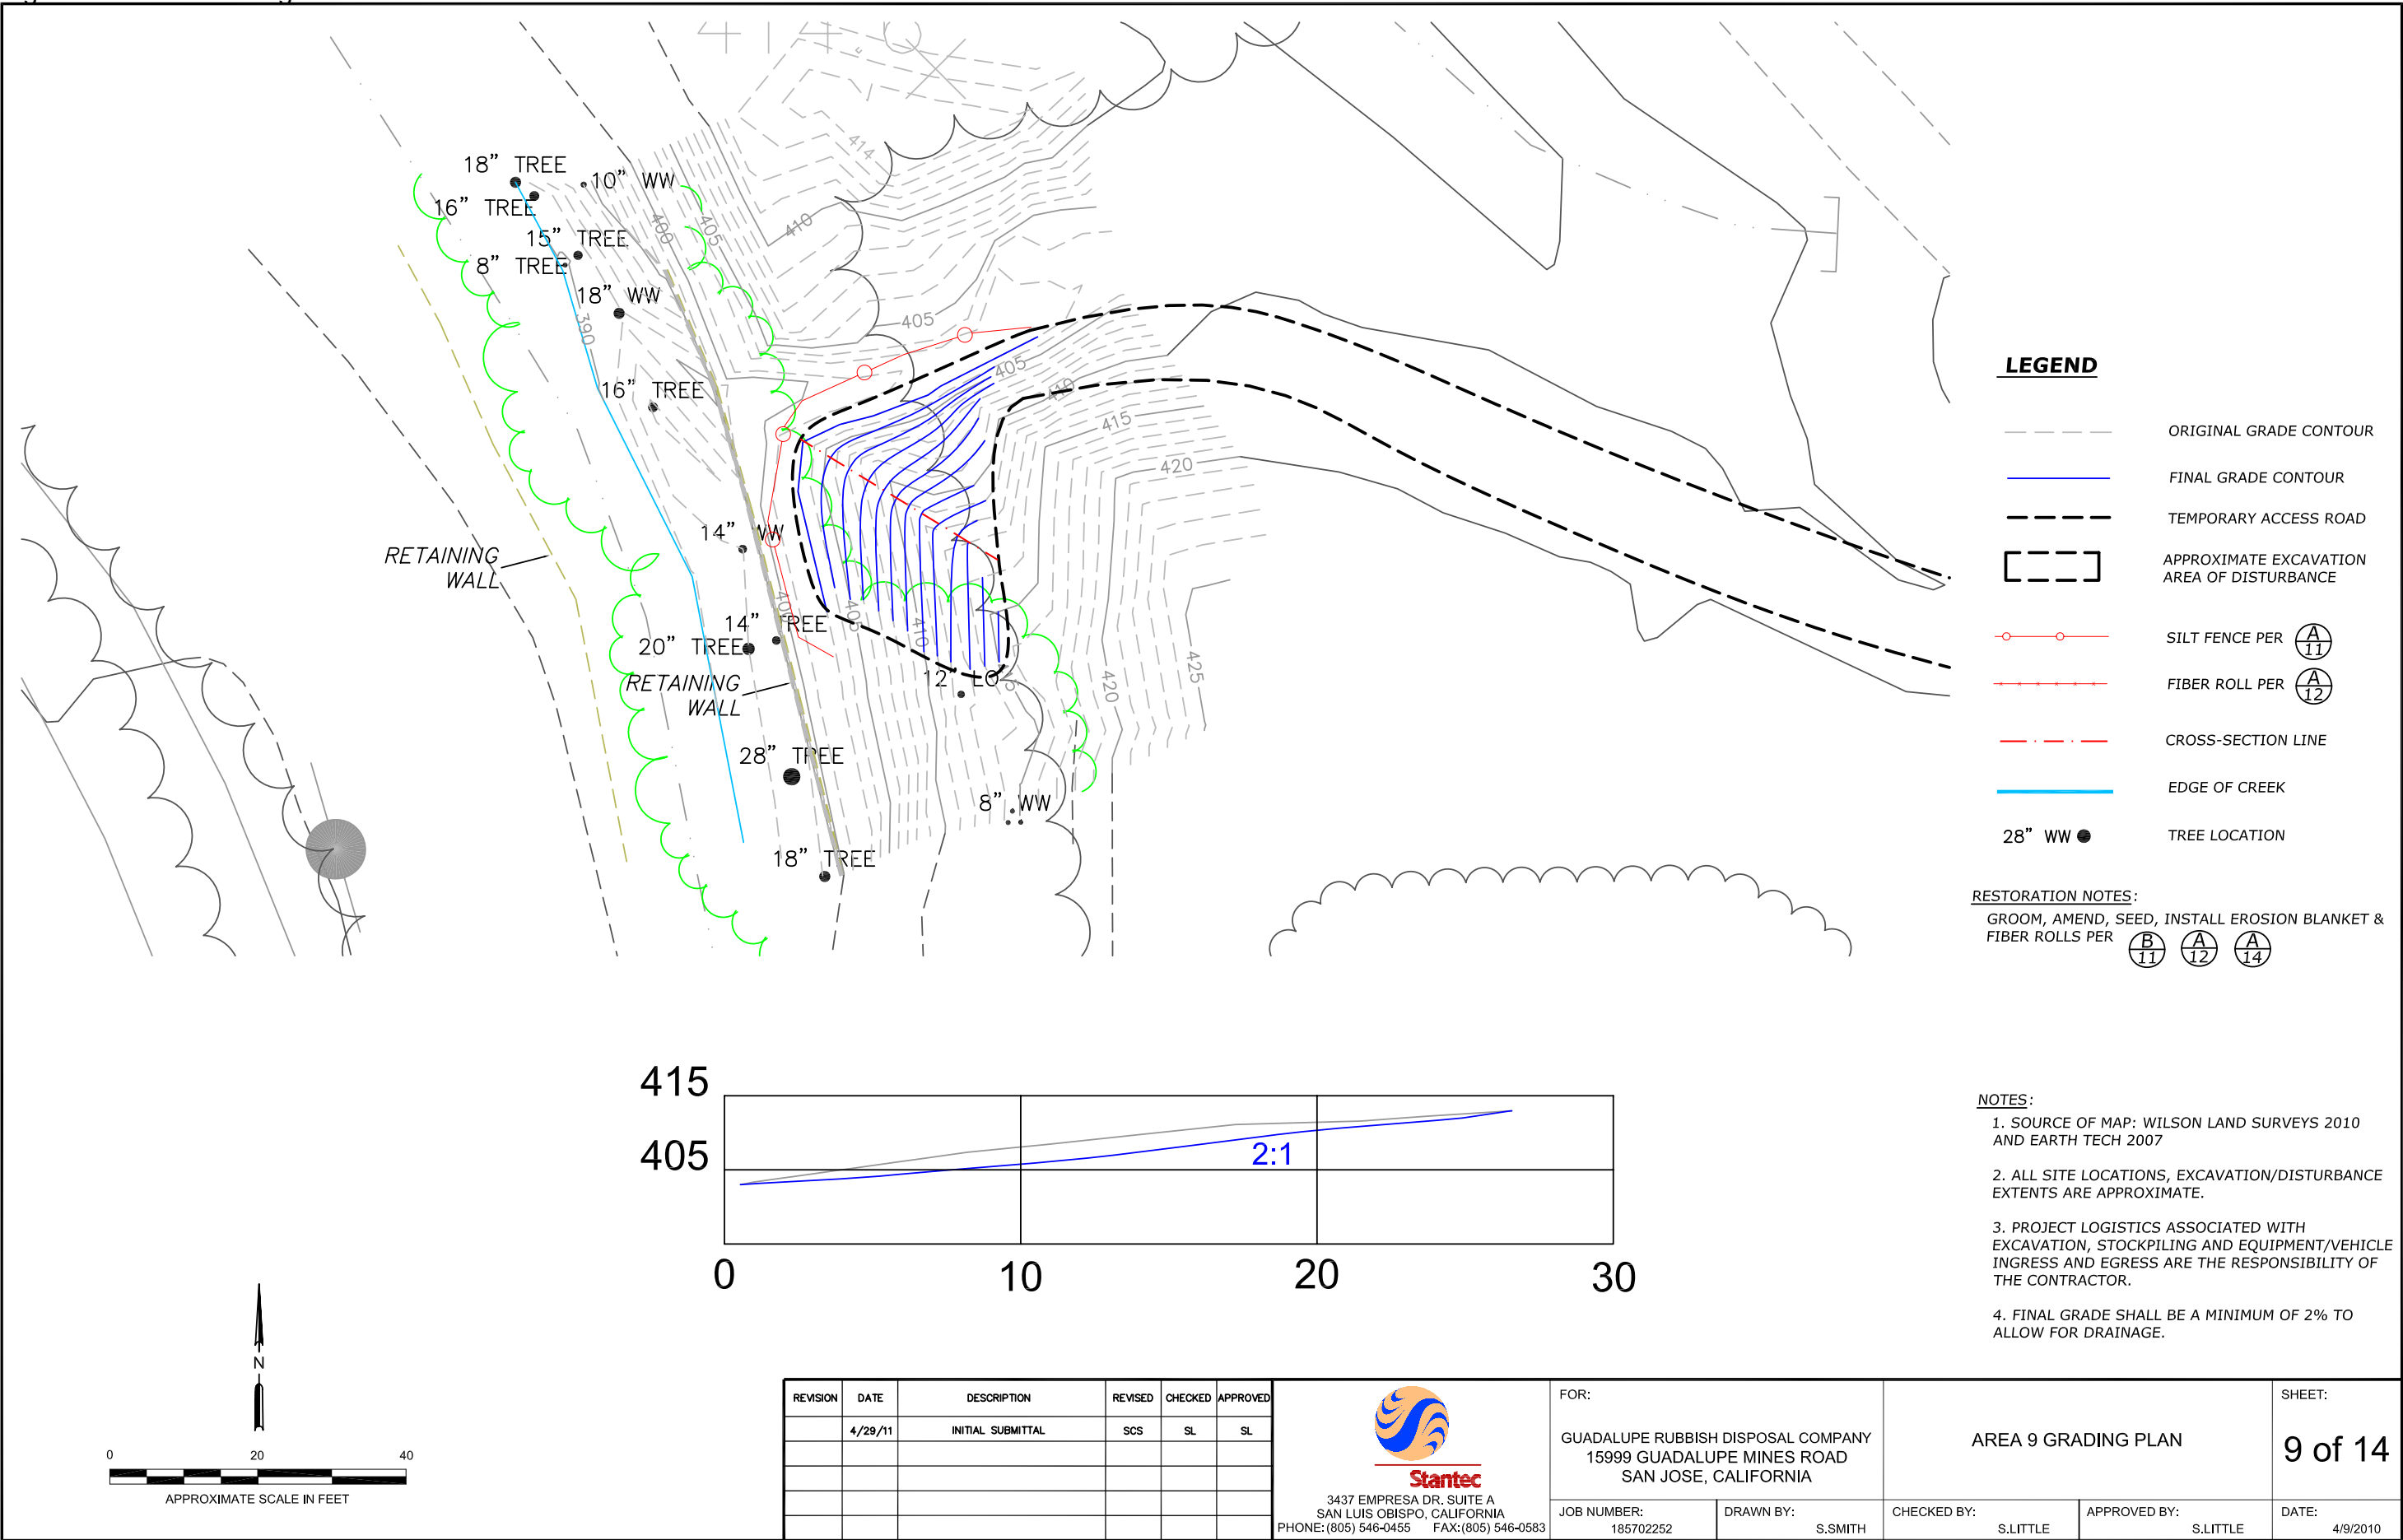 18” TREE
10” WW
16” TREE
15” TREE
8” TREE
18” WW
16” TREE
14” WW
14” TREE
20” TREE
12” LO
28” TREE
8” WW
18” TREE
RETAINING
WALL
RETAINING
WALL
414
400
405
410
390
405
405
410
415
420
400
405
410
415
420
425
LEGEND
ORIGINAL GRADE CONTOUR
FINAL GRADE CONTOUR
TEMPORARY ACCESS ROAD
APPROXIMATE EXCAVATION
AREA OF DISTURBANCE
SILT FENCE PER A 11
FIBER ROLL PER A 12
CROSS-SECTION LINE
EDGE OF CREEK
28” WW TREE LOCATION
RESTORATION NOTES:
GROOM, AMEND, SEED, INSTALL EROSION BLANKET &
FIBER ROLLS PER B 11 A 12 A 14
415
405
2:1
0 10 20 30
NOTES:
1. SOURCE OF MAP: WILSON LAND SURVEYS 2010
AND EARTH TECH 2007
2. ALL SITE LOCATIONS, EXCAVATION/DISTURBANCE
EXTENTS ARE APPROXIMATE.
3. PROJECT LOGISTICS ASSOCIATED WITH
EXCAVATION, STOCKPILING AND EQUIPMENT/VEHICLE
INGRESS AND EGRESS ARE THE RESPONSIBILITY OF
THE CONTRACTOR.
4. FINAL GRADE SHALL BE A MINIMUM OF 2% TO
ALLOW FOR DRAINAGE.
N
0 20 40
APPROXIMATE SCALE IN FEET
REVISION DATE DESCRIPTION REVISED CHECKED APPROVED
4/29/11 INITIAL SUBMITTAL SCS SL SL
Stantec
3437 EMPRESA DR. SUITE A
SAN LUIS OBISPO, CALIFORNIA
PHONE:(805) 546-0455 FAX:(805) 546-0583
FOR:
GUADALUPE RUBBISH DISPOSAL COMPANY
15999 GUADALUPE MINES ROAD
SAN JOSE, CALIFORNIA
AREA 9 GRADING PLAN
SHEET:
9 of 14
JOB NUMBER:
185702252
DRAWN BY:
S.SMITH
CHECKED BY:
S.LITTLE
APPROVED BY:
S.LITTLE
DATE:
4/9/2010